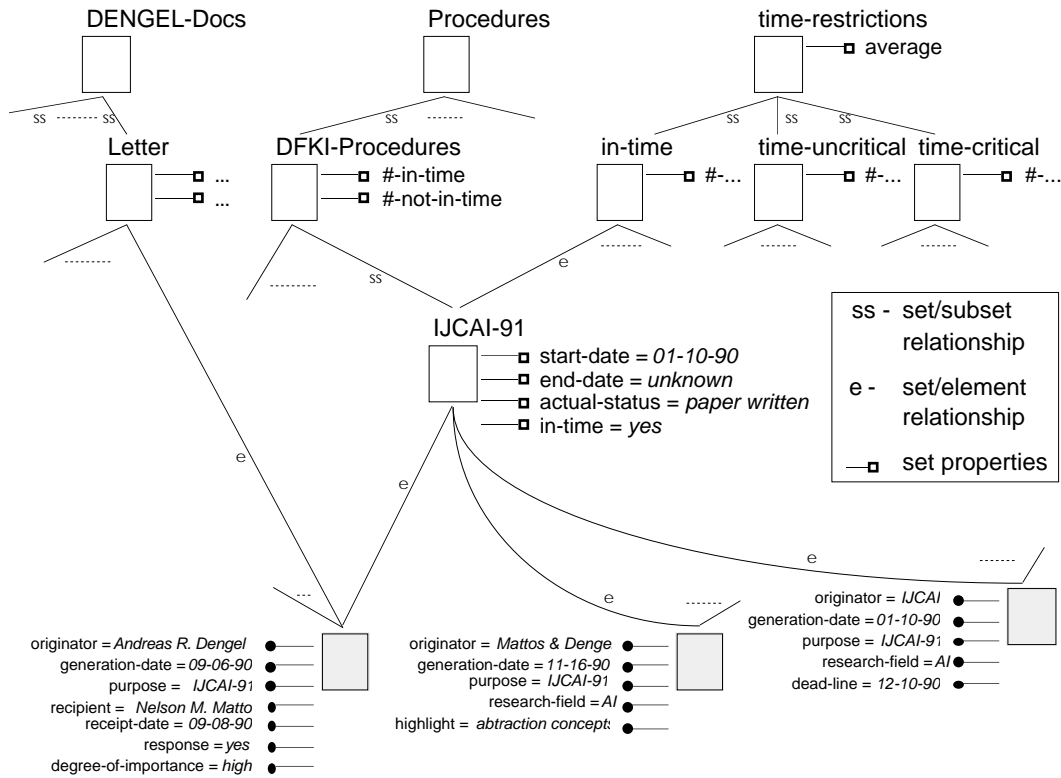 DENGEL-Docs
Procedures
time-restrictions
average
ss -------- ss
ss
--------
ss
ss
ss
Letter
DFKI-Procedures
in-time
time-uncritical
time-critical
...
...
#-in-time
#-not-in-time
#-...
#-...
#-...
ss
e
IJCAI-91
start-date = 01-10-90
end-date = unknown
actual-status = paper written
in-time = yes
ss - set/subset
relationship
e - set/element
relationship
set properties
e
e
e
e
originator = Andreas R. Dengel
generation-date = 09-06-90
purpose = IJCAI-91
recipient = Nelson M. Matto
receipt-date = 09-08-90
response = yes
degree-of-importance = high
originator = Mattos & Denge
generation-date = 11-16-90
purpose = IJCAI-91
research-field = AI
highlight = abtraction concepts
originator = IJCAI
generation-date = 01-10-90
purpose = IJCAI-91
research-field = AI
dead-line = 12-10-90